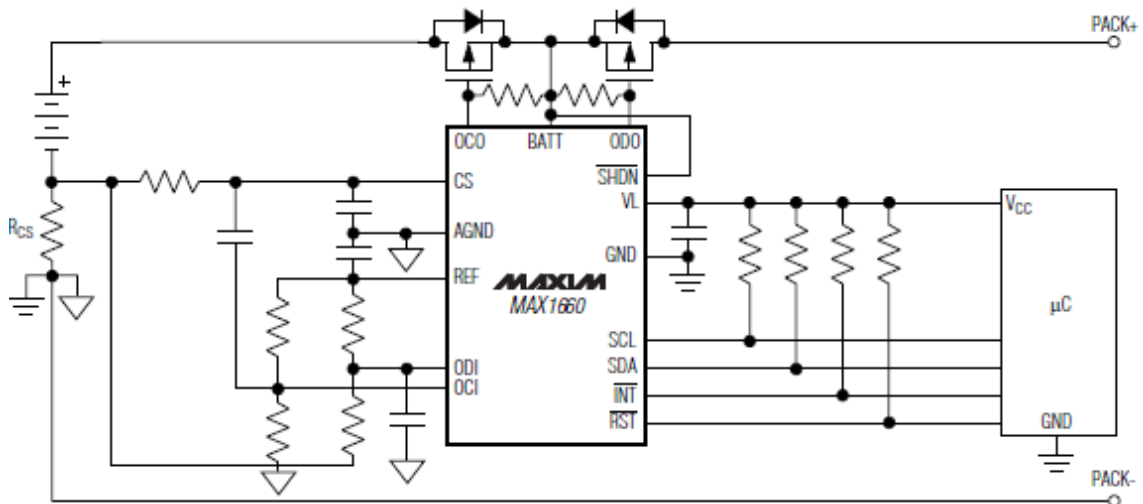 PACK+
+
OCO BATT ODO
CS
SHDN
VL
VCC
RCS
AGND
GND
REF
MAXIM
MAX1660
µC
SCL
ODI
SDA
OCI
INT
RST
GND
PACK-